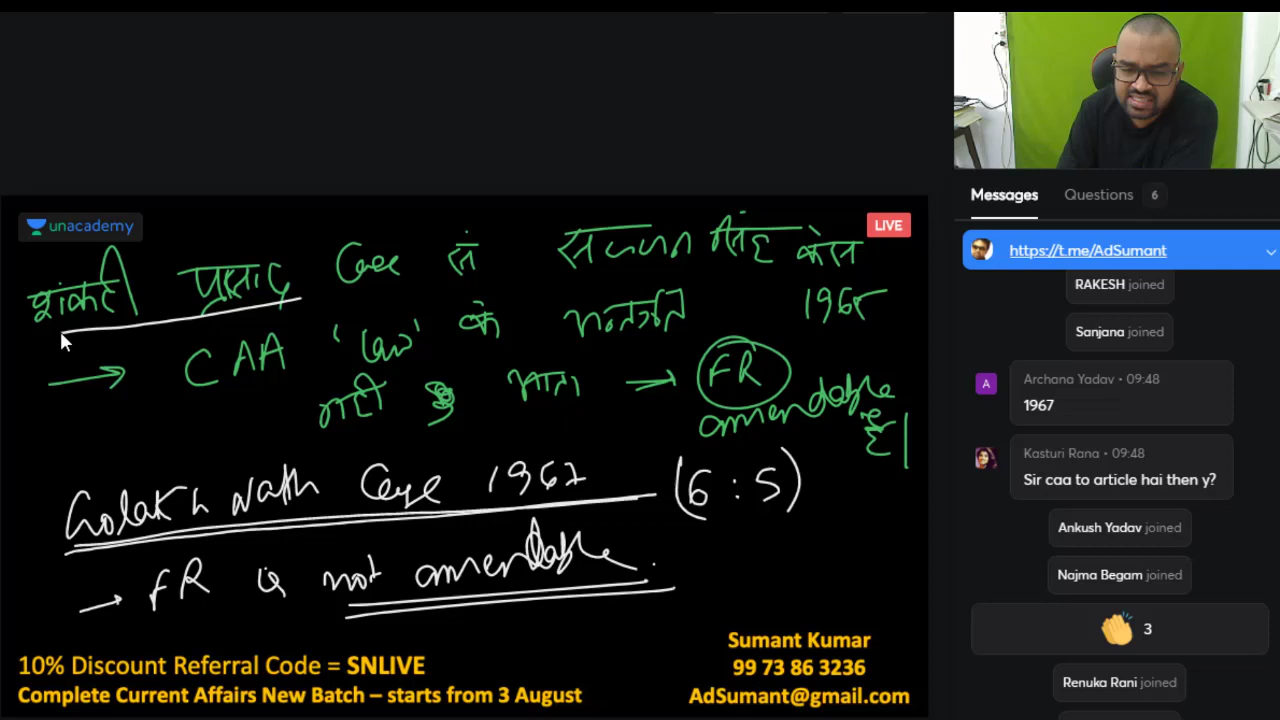 unacademy
LIVE
शंकरी प्रसाद Case से सज्जन सिंह केस
1965
→ CAA 'law' के अन्तर्गत
नहीं आता → FR
amendable है।
Golakh Nath Case 1967 (6 : 5)
→ FR is not amendable.
10% Discount Referral Code = SNLIVE
Complete Current Affairs New Batch – starts from 3 August
Sumant Kumar
99 73 86 3236
AdSumant@gmail.com
Messages Questions 6
https://t.me/AdSumant
RAKESH joined
Sanjana joined
A
Archana Yadav • 09:48
1967
Kasturi Rana • 09:48
Sir caa to article hai then y?
Ankush Yadav joined
Najma Begam joined
3
Renuka Rani joined